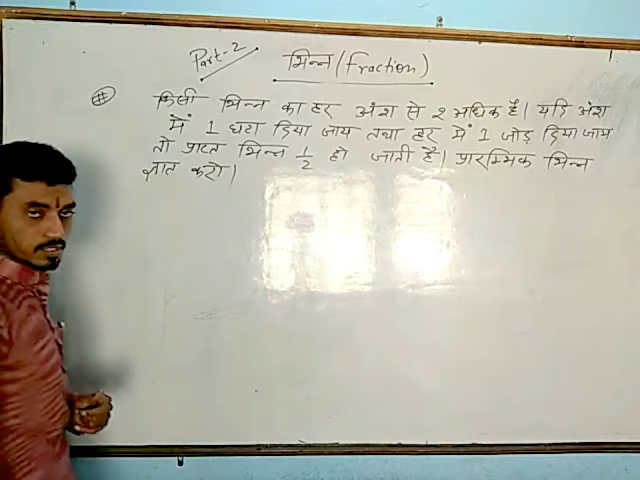 Part-2
भिन्न (fraction)
# किसी भिन्न का हर अंश से 2 अधिक है। यदि अंश
में 1 घटा दिया जाय तथा हर में 1 जोड़ दिया जाय
तो प्राप्त भिन्न 1/2 हो जाती है। प्रारम्भिक भिन्न
ज्ञात करो।